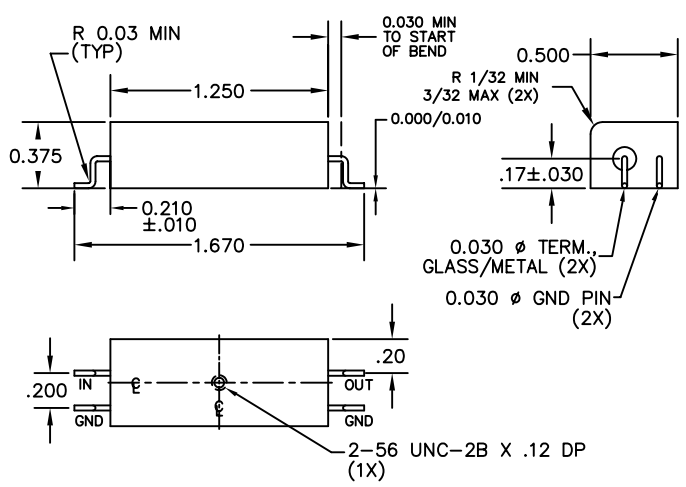 R 0.03 MIN
(TYP)
0.030 MIN
TO START
OF BEND
0.500
R 1/32 MIN
3/32 MAX (2X)
1.250
0.000/0.010
0.375
.17±.030
0.210
±.010
1.670
0.030 ø TERM.,
GLASS/METAL (2X)
0.030 ø GND PIN
(2X)
.20
IN
OUT
.200
GND
GND
℄
℄
2-56 UNC-2B X .12 DP
(1X)